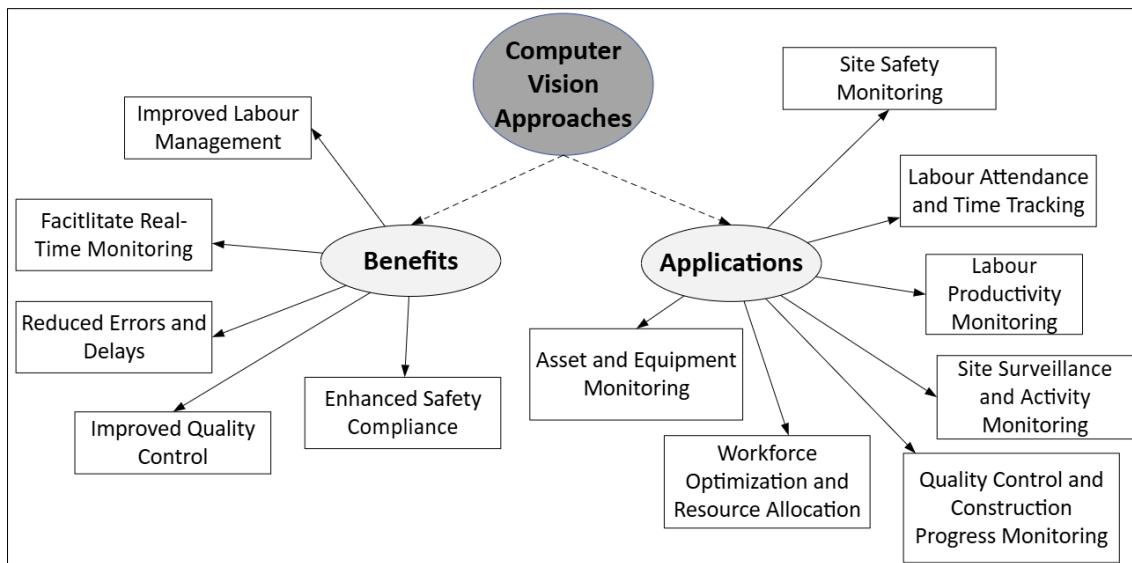 Computer
Vision
Approaches
Improved Labour
Management
Facitlitate Real-
Time Monitoring
Reduced Errors and
Delays
Improved Quality
Control
Enhanced Safety
Compliance
Benefits
Applications
Site Safety
Monitoring
Labour Attendance
and Time Tracking
Labour
Productivity
Monitoring
Site Surveillance
and Activity
Monitoring
Quality Control and
Construction
Progress Monitoring
Workforce
Optimization and
Resource Allocation
Asset and Equipment
Monitoring